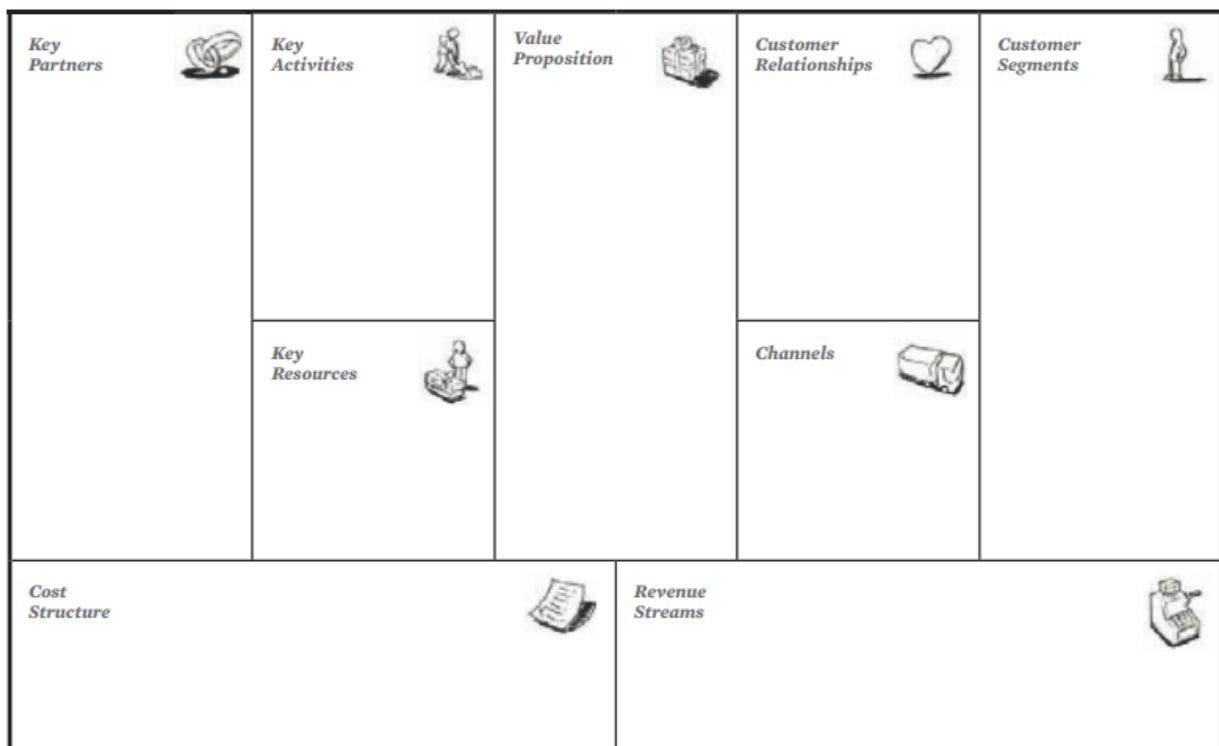 Key
Partners
Key
Activities
Value
Proposition
Customer
Relationships
Customer
Segments
Key
Resources
Channels
Cost
Structure
Revenue
Streams